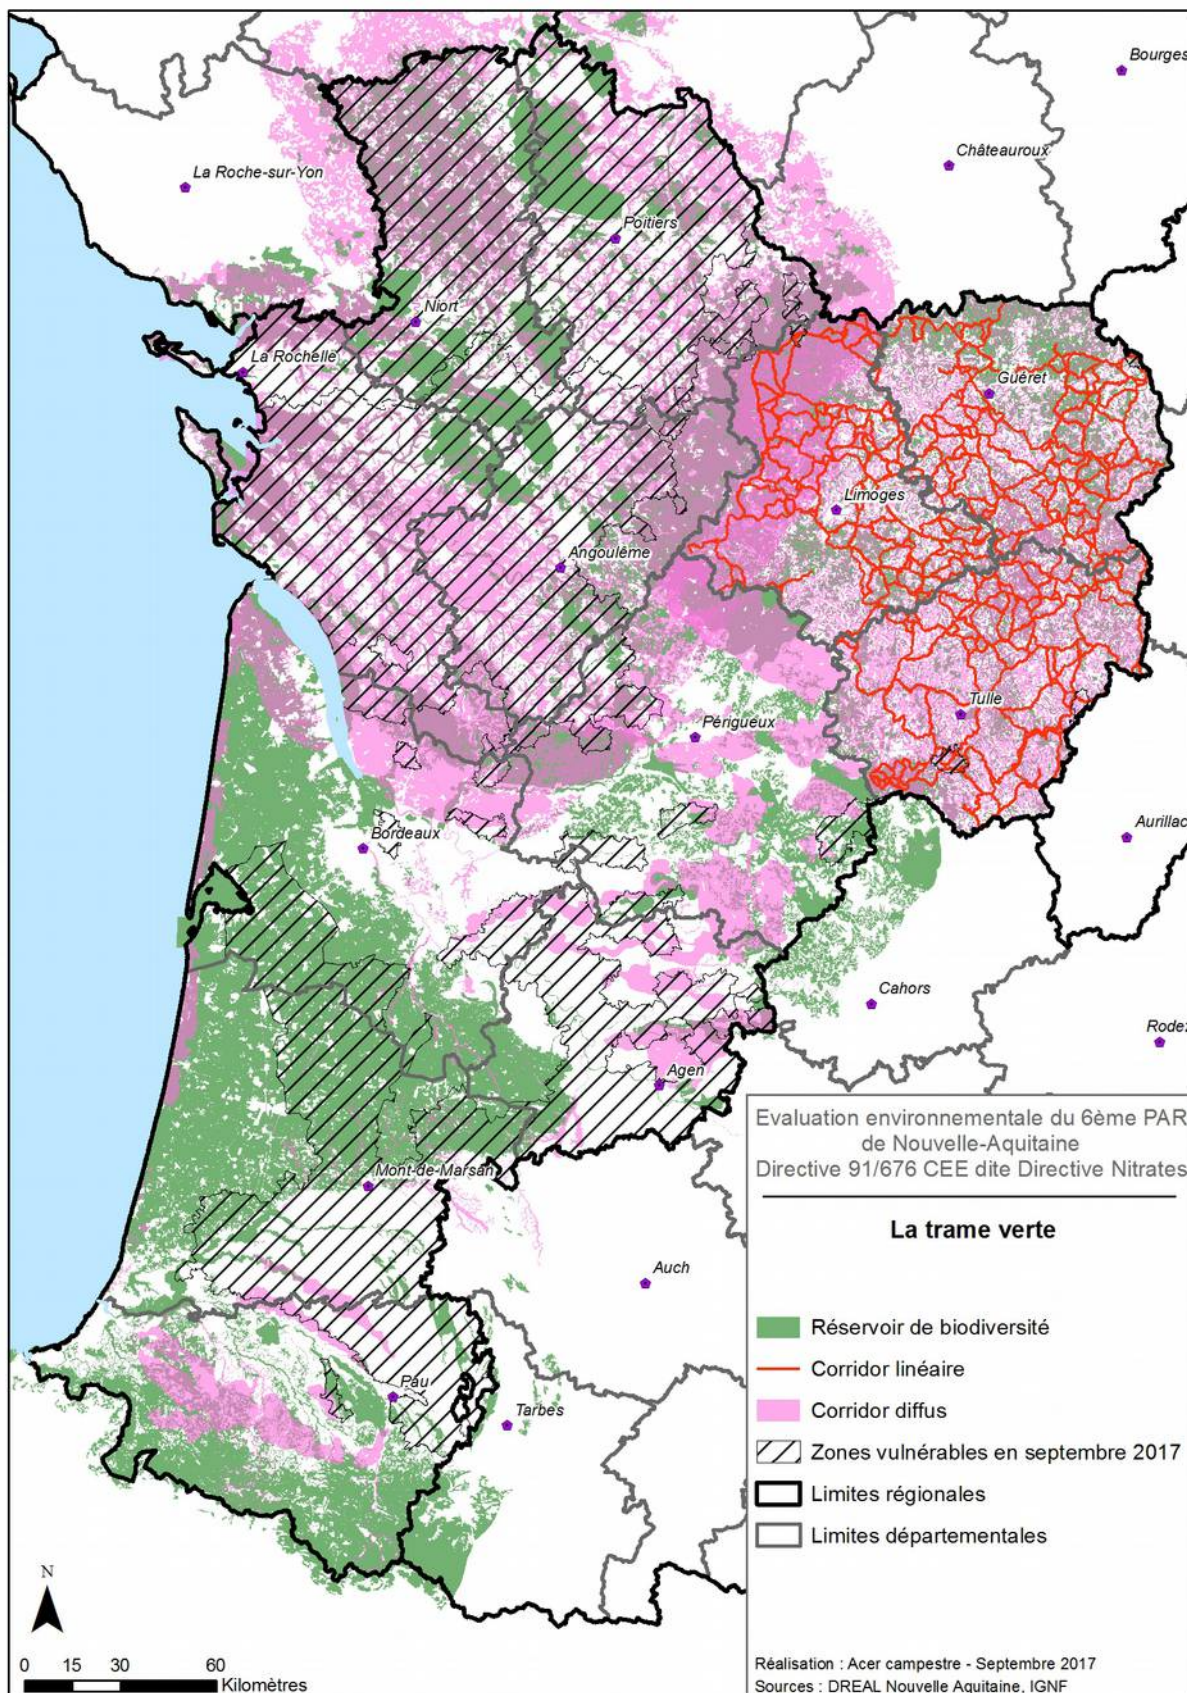 Bourges
Châteauroux
La Roche-sur-Yon
Poitiers
Niort
La Rochelle
Guéret
Limoges
Angoulême
Tulle
Périgueux
Aurillac
Bordeaux
Cahors
Rodez
Agen
Mont-de-Marsan
Auch
Pau
Tarbes
Evaluation environnementale du 6ème PAR
de Nouvelle-Aquitaine
Directive 91/676 CEE dite Directive Nitrates
La trame verte
Réservoir de biodiversité
Corridor linéaire
Corridor diffus
Zones vulnérables en septembre 2017
Limites régionales
Limites départementales
N
0 15 30 60
Kilomètres
Réalisation : Acer campestre - Septembre 2017
Sources : DREAL Nouvelle Aquitaine, IGNF